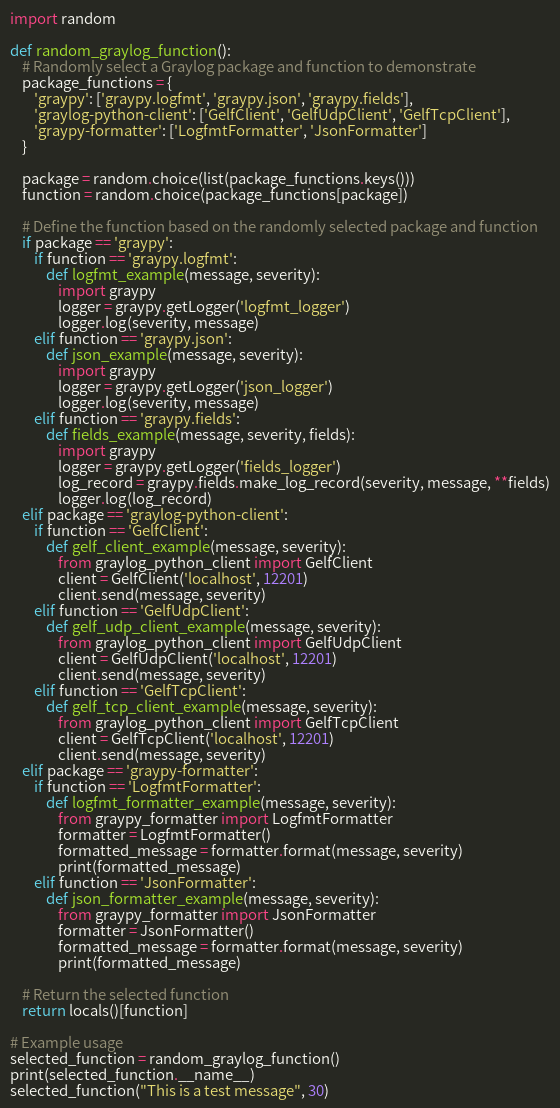 import random

def random_graylog_function():
    # Randomly select a Graylog package and function to demonstrate
    package_functions = {
        'graypy': ['graypy.logfmt', 'graypy.json', 'graypy.fields'],
        'graylog-python-client': ['GelfClient', 'GelfUdpClient', 'GelfTcpClient'],
        'graypy-formatter': ['LogfmtFormatter', 'JsonFormatter']
    }

    package = random.choice(list(package_functions.keys()))
    function = random.choice(package_functions[package])

    # Define the function based on the randomly selected package and function
    if package == 'graypy':
        if function == 'graypy.logfmt':
            def logfmt_example(message, severity):
                import graypy
                logger = graypy.getLogger('logfmt_logger')
                logger.log(severity, message)
        elif function == 'graypy.json':
            def json_example(message, severity):
                import graypy
                logger = graypy.getLogger('json_logger')
                logger.log(severity, message)
        elif function == 'graypy.fields':
            def fields_example(message, severity, fields):
                import graypy
                logger = graypy.getLogger('fields_logger')
                log_record = graypy.fields.make_log_record(severity, message, **fields)
                logger.log(log_record)
    elif package == 'graylog-python-client':
        if function == 'GelfClient':
            def gelf_client_example(message, severity):
                from graylog_python_client import GelfClient
                client = GelfClient('localhost', 12201)
                client.send(message, severity)
        elif function == 'GelfUdpClient':
            def gelf_udp_client_example(message, severity):
                from graylog_python_client import GelfUdpClient
                client = GelfUdpClient('localhost', 12201)
                client.send(message, severity)
        elif function == 'GelfTcpClient':
            def gelf_tcp_client_example(message, severity):
                from graylog_python_client import GelfTcpClient
                client = GelfTcpClient('localhost', 12201)
                client.send(message, severity)
    elif package == 'graypy-formatter':
        if function == 'LogfmtFormatter':
            def logfmt_formatter_example(message, severity):
                from graypy_formatter import LogfmtFormatter
                formatter = LogfmtFormatter()
                formatted_message = formatter.format(message, severity)
                print(formatted_message)
        elif function == 'JsonFormatter':
            def json_formatter_example(message, severity):
                from graypy_formatter import JsonFormatter
                formatter = JsonFormatter()
                formatted_message = formatter.format(message, severity)
                print(formatted_message)

    # Return the selected function
    return locals()[function]

# Example usage
selected_function = random_graylog_function()
print(selected_function.__name__)
selected_function("This is a test message", 30)